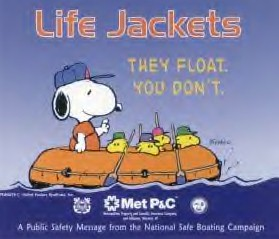 Life Jackets
THEY FLOAT.
YOU DON'T.
Met P&C
A Public Safety Message from the National Safe Boating Campaign